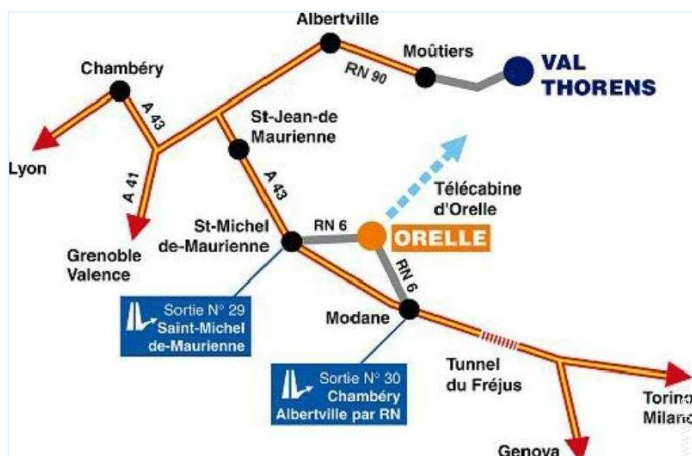 Albertville
Moûtiers
RN 90
VAL
THORENS
Chambéry
A 43
St-Jean-de
Maurienne
Lyon
A 41
A 43
Télécabine
d'Orelle
St-Michel
de-Maurienne
RN 6
ORELLE
Grenoble
Valence
RN 6
Sortie N° 29
Saint-Michel
de-Maurienne
Modane
Sortie N° 30
Chambéry
Albertville par RN
Tunnel
du Fréjus
Torino
Milano
Genova